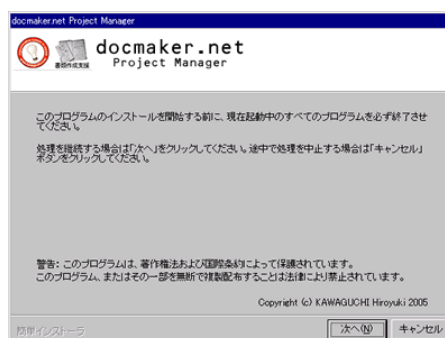 docmaker.net Project Manager
docmaker.net
Project Manager
書類作成支援
このプログラムのインストールを開始する前に、現在起動中のすべてのプログラムを必ず終了させ
てください。
処理を継続する場合は「次へ」をクリックしてください。途中で処理を中止する場合は「キャンセル」
ボタンをクリックしてください。
警告: このプログラムは、著作権法および国際条約によって保護されています。
このプログラム、またはその一部を無断で複製配布することは法律により禁止されています。
Copyright (c) KAWAGUCHI Hiroyuki 2005
簡単インストーラ
次へ(N)
キャンセル